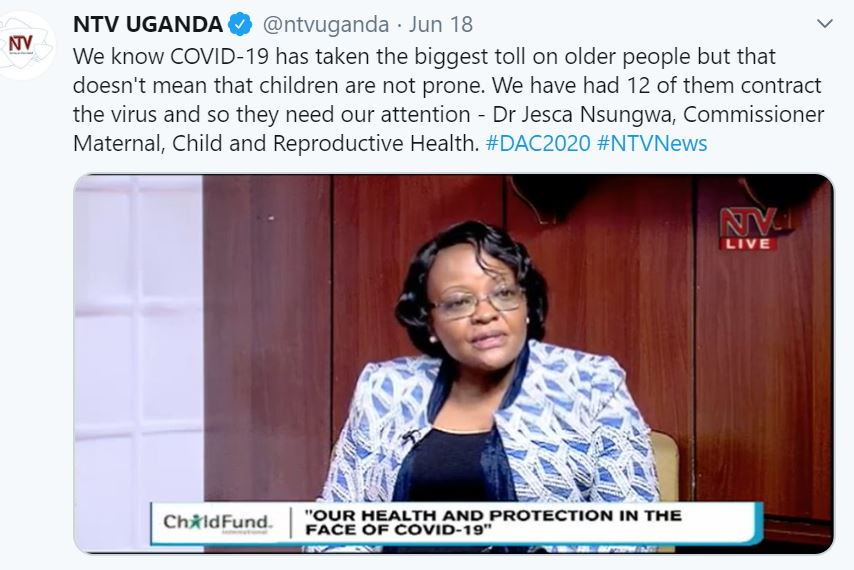 NTV UGANDA @ntvuganda · Jun 18
NTV
We know COVID-19 has taken the biggest toll on older people but that
doesn't mean that children are not prone. We have had 12 of them contract
the virus and so they need our attention - Dr Jesca Nsungwa, Commissioner
Maternal, Child and Reproductive Health. #DAC2020 #NTVNews
NTV
LIVE
ChildFund
International
"OUR HEALTH AND PROTECTION IN THE
FACE OF COVID-19"